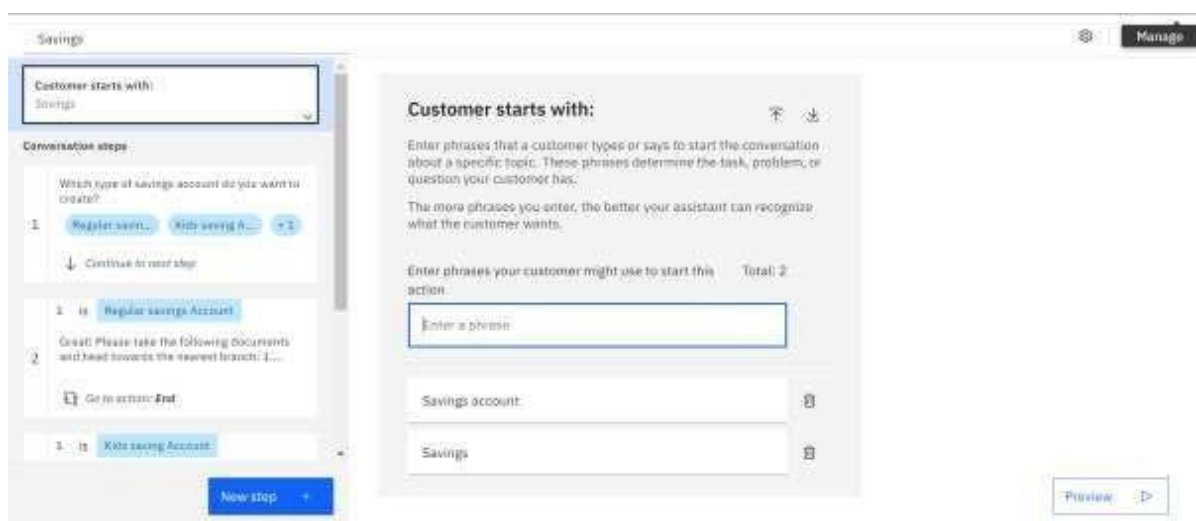 Savings
Manage
Customer starts with:
Savings
Conversation steps
1
Which type of savings account do you want to
create?
Regular savin...
Kids saving A...
+ 1
Continue to next step
1 is Regular savings Account
2
Great! Please take the following documents
and head towards the nearest branch: 1....
Go to action: End
1 is Kids saving Account
New step +
Customer starts with:
Enter phrases that a customer types or says to start the conversation
about a specific topic. These phrases determine the task, problem, or
question your customer has.
The more phrases you enter, the better your assistant can recognize
what the customer wants.
Enter phrases your customer might use to start this
action
Total: 2
Enter a phrase
Savings account
Savings
Preview